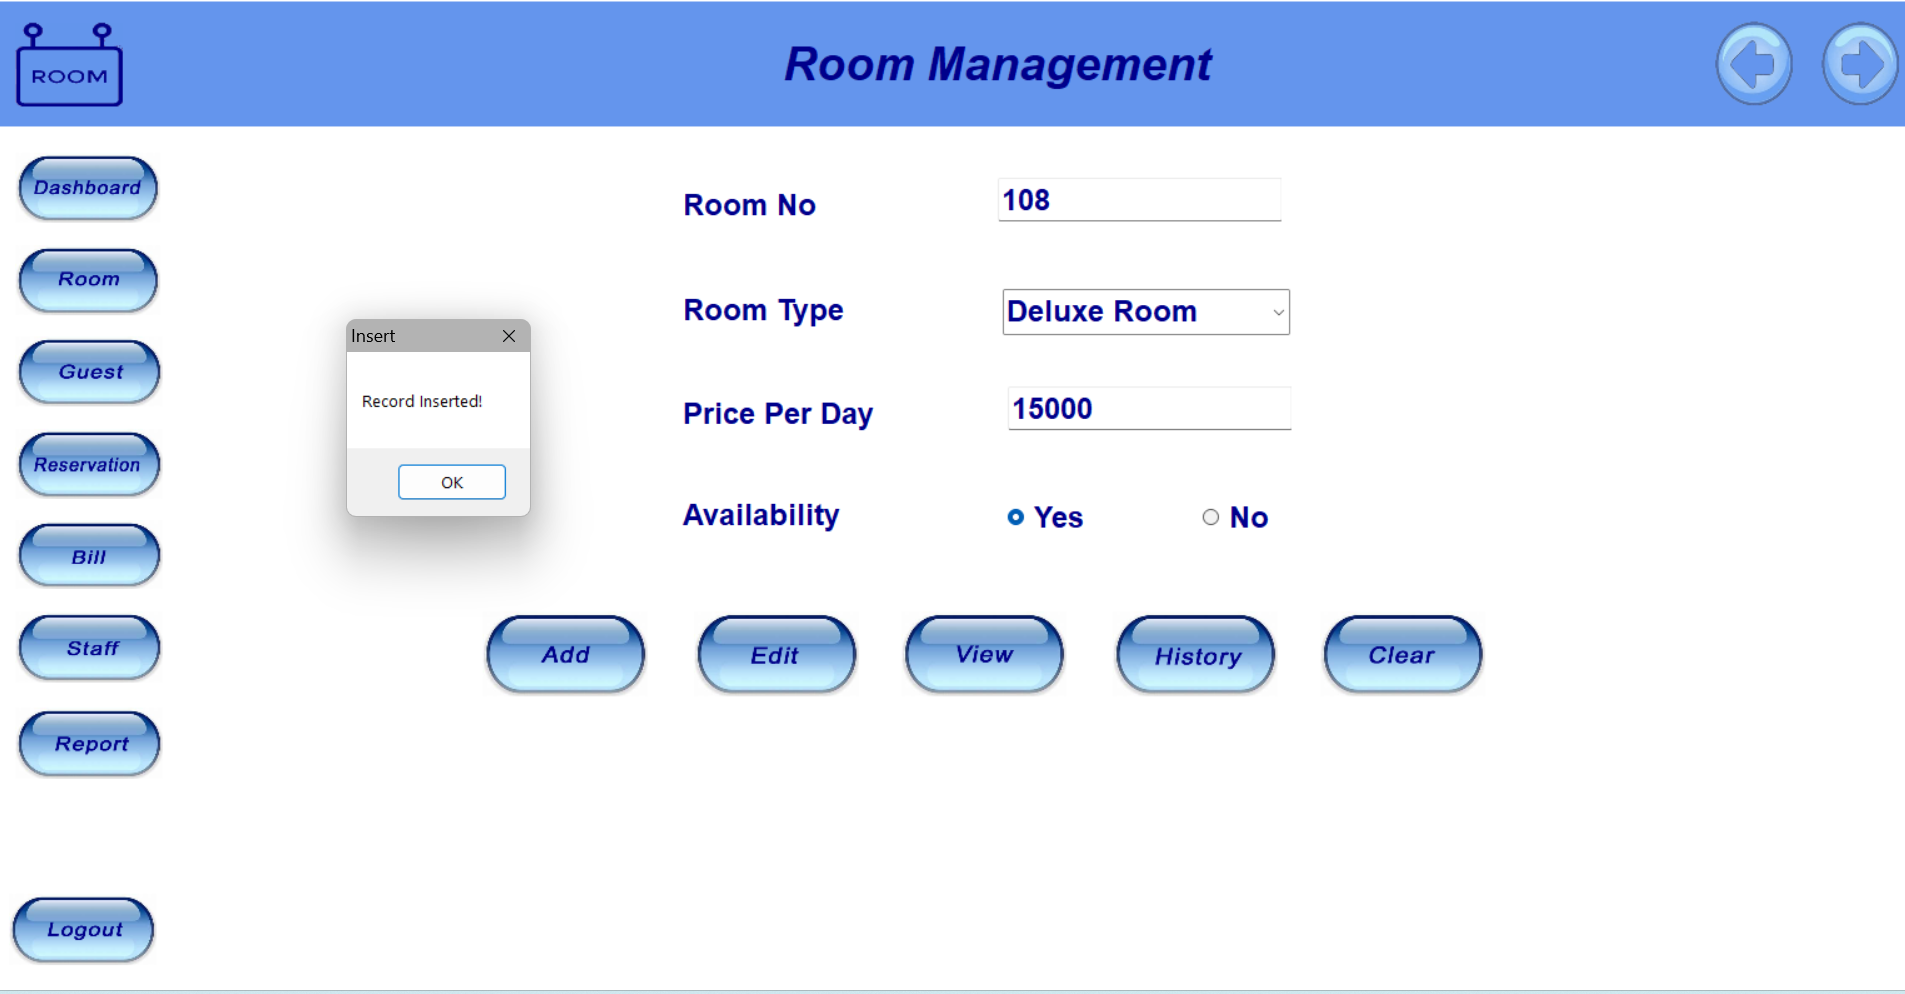 ROOM
Room Management
Dashboard
Room
Guest
Reservation
Bill
Staff
Report
Logout
Insert
Record Inserted!
OK
Room No
108
Room Type
Deluxe Room
Price Per Day
15000
Availability
Yes
No
Add
Edit
View
History
Clear